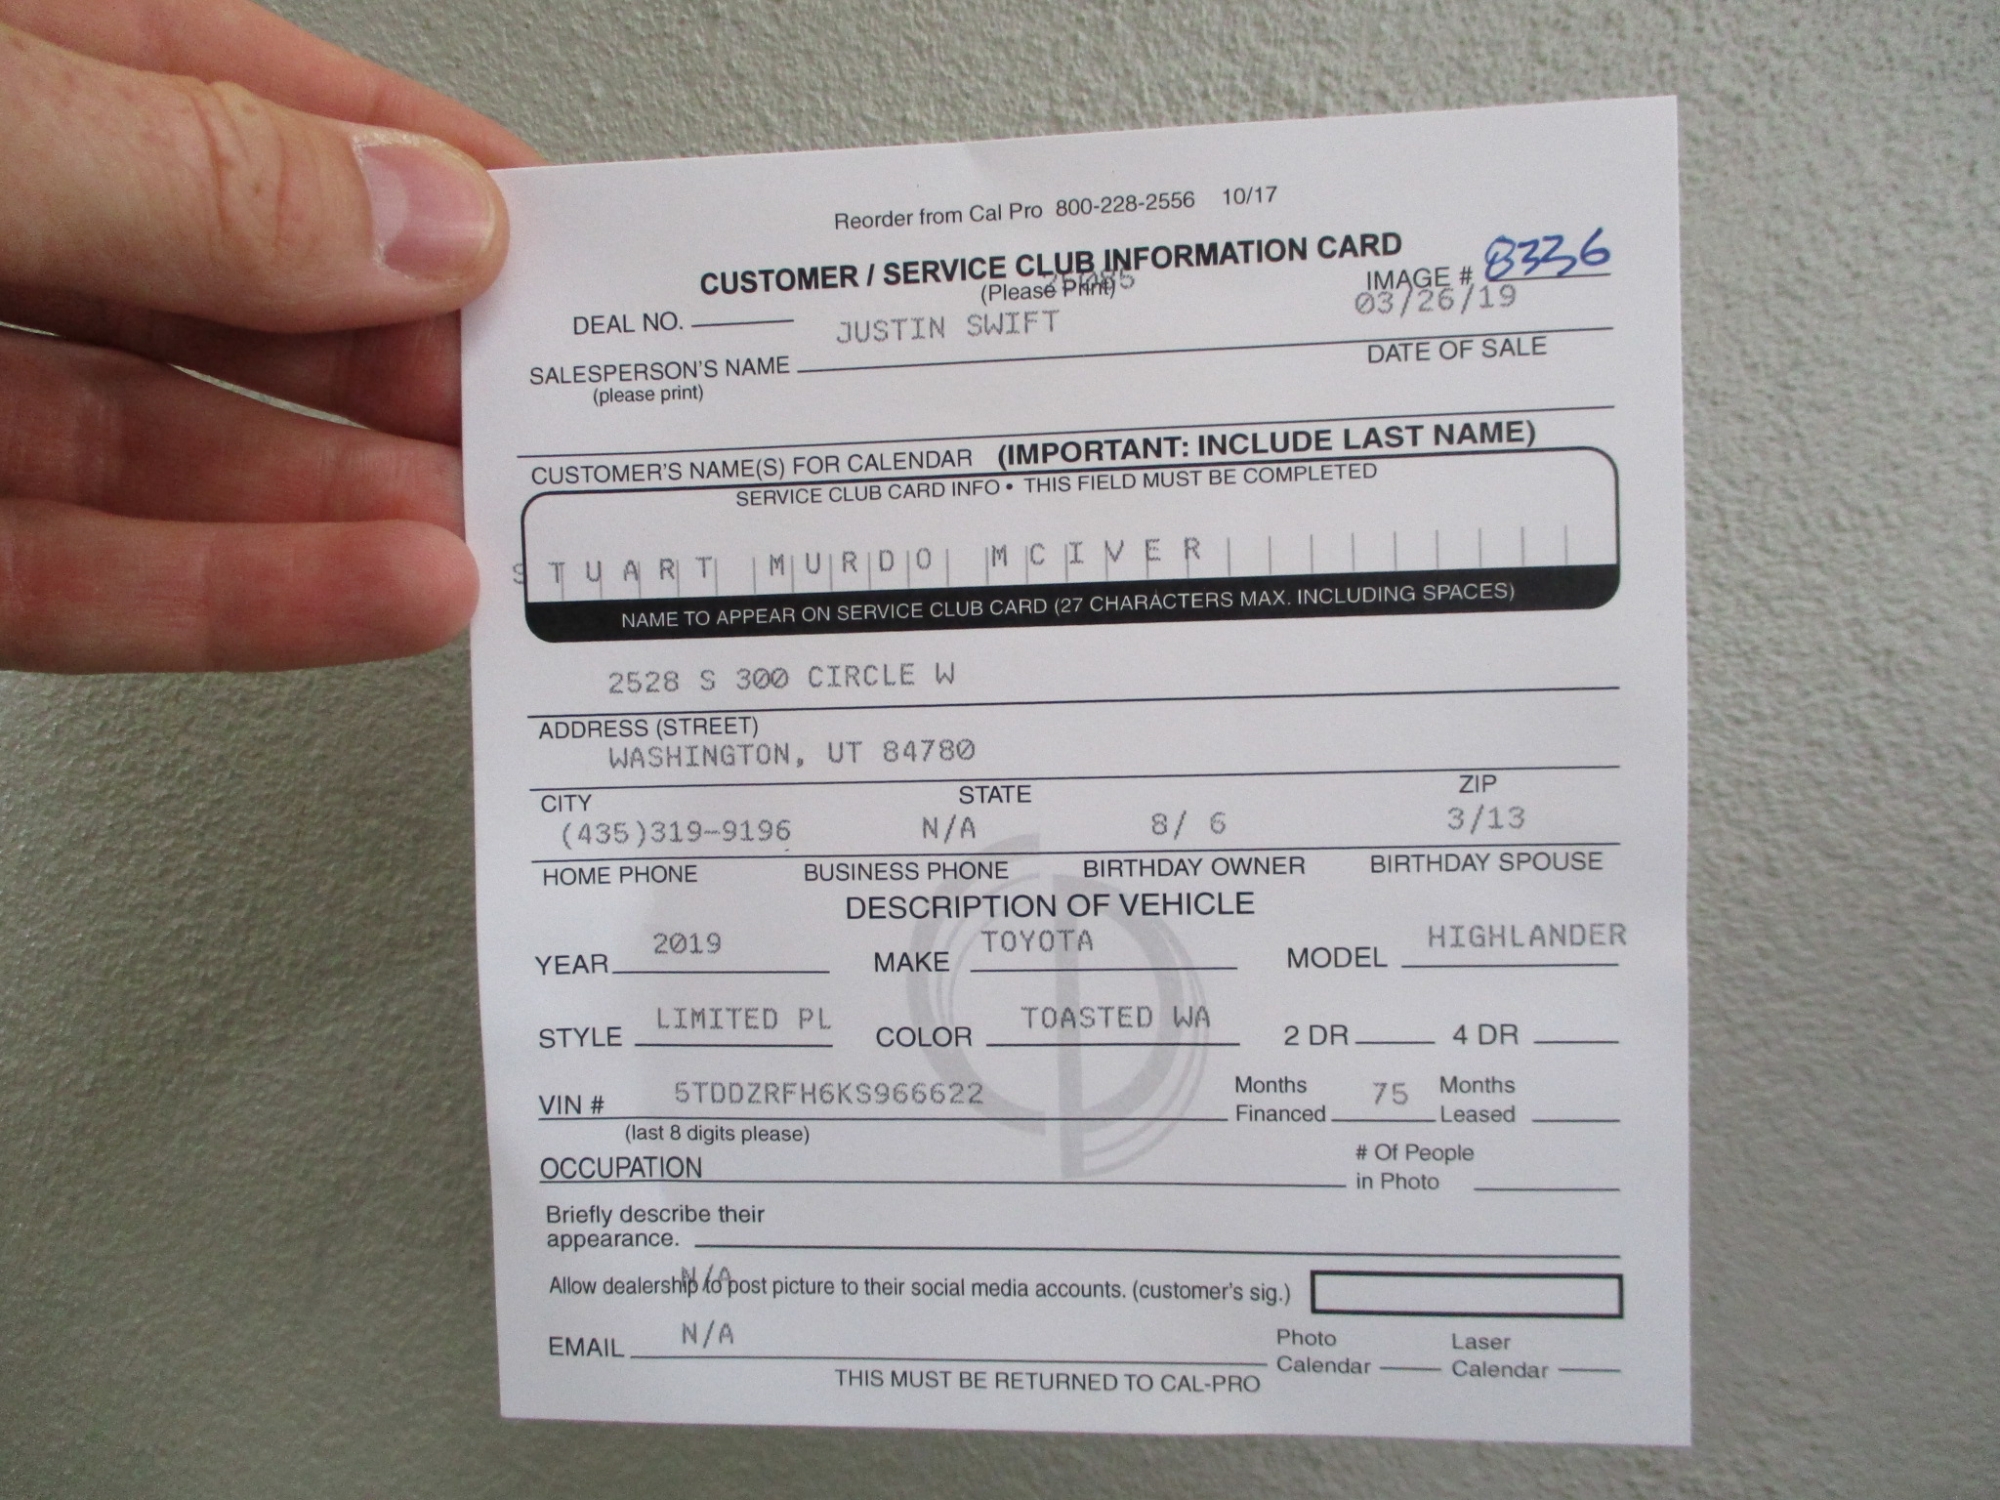 Reorder from Cal Pro 800-228-2556 10/17
CUSTOMER / SERVICE CLUB INFORMATION CARD
(Please Print)
IMAGE # 8336
DEAL NO.
JUSTIN SWIFT 03/26/19
SALESPERSON'S NAME DATE OF SALE
(please print)
CUSTOMER'S NAME(S) FOR CALENDAR (IMPORTANT: INCLUDE LAST NAME)
SERVICE CLUB CARD INFO • THIS FIELD MUST BE COMPLETED
STUART MURDO MCIVER
NAME TO APPEAR ON SERVICE CLUB CARD (27 CHARACTERS MAX. INCLUDING SPACES)
2528 S 300 CIRCLE W
ADDRESS (STREET)
WASHINGTON, UT 84780
CITY STATE ZIP
(435)319-9196 N/A 8/ 6 3/13
HOME PHONE BUSINESS PHONE BIRTHDAY OWNER BIRTHDAY SPOUSE
DESCRIPTION OF VEHICLE
YEAR 2019 MAKE TOYOTA MODEL HIGHLANDER
STYLE LIMITED PL COLOR TOASTED WA 2 DR 4 DR
VIN # 5TDDZRFH6KS966622 Months Financed 75 Months Leased
(last 8 digits please)
OCCUPATION # Of People in Photo
Briefly describe their
appearance.
N/A
Allow dealership to post picture to their social media accounts. (customer's sig.)
EMAIL N/A Photo Calendar Laser Calendar
THIS MUST BE RETURNED TO CAL-PRO